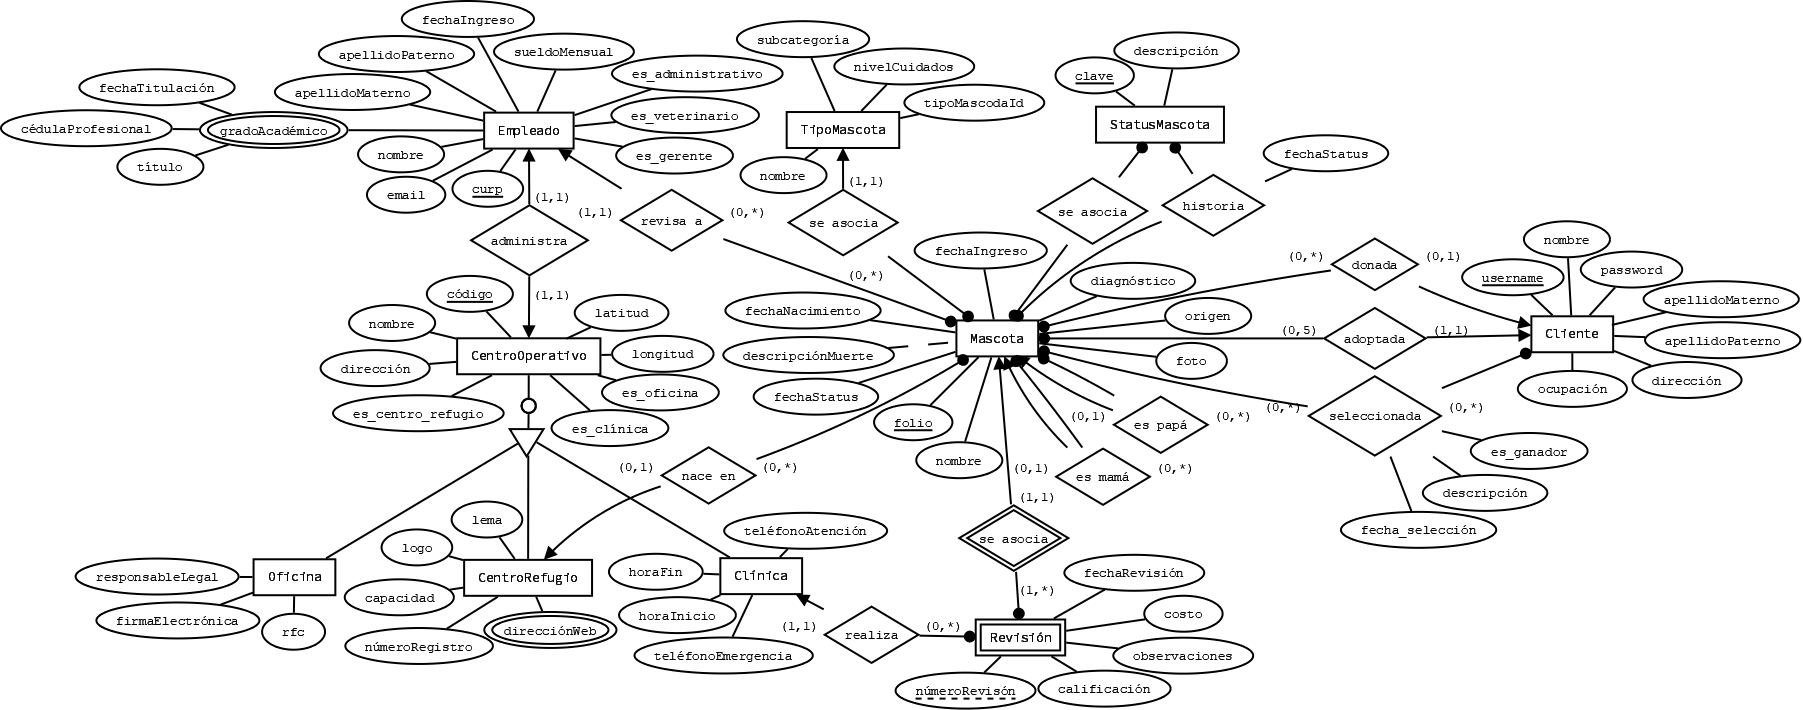 fechaIngreso
subcategoría
descripción
apellidoPaterno
sueldoMensual
nivelCuidados
clave
es_administrativo
fechaTitulación
apellidoMaterno
tipoMascodaId
es_veterinario
StatusMascota
cédulaProfesional
gradoAcadémico
Empleado
TipoMascota
nombre
es_gerente
fechaStatus
título
nombre
email
curp
(1,1)
(1,1)
(1,1)
(0,*)
se asocia
historia
revisa a
se asocia
administra
nombre
fechaIngreso
(0,*)
donada
(0,1)
username
password
(0,*)
diagnóstico
código
(1,1)
apellidoMaterno
nombre
latitud
fechaNacimiento
origen
Mascota
(0,5)
adoptada
(1,1)
Cliente
apellidoPaterno
CentroOperativo
longitud
descripciónMuerte
foto
dirección
es_oficina
fechaStatus
ocupación
dirección
es_centro_refugio
es_clínica
folio
(0,1)
es papá
(0,*)
(0,*)
seleccionada
(0,*)
nombre
es_ganador
(0,1)
nace en
(0,*)
(0,1)
es mamá
(0,*)
descripción
(1,1)
lema
teléfonoAtención
fecha_selección
logo
se asocia
responsableLegal
Oficina
CentroRefugio
horaFin
Clínica
fechaRevisión
capacidad
(1,*)
firmaElectrónica
horaInicio
costo
rfc
direcciónWeb
(1,1)
realiza
(0,*)
Revisión
númeroRegistro
teléfonoEmergencia
observaciones
númeroRevisón
calificación